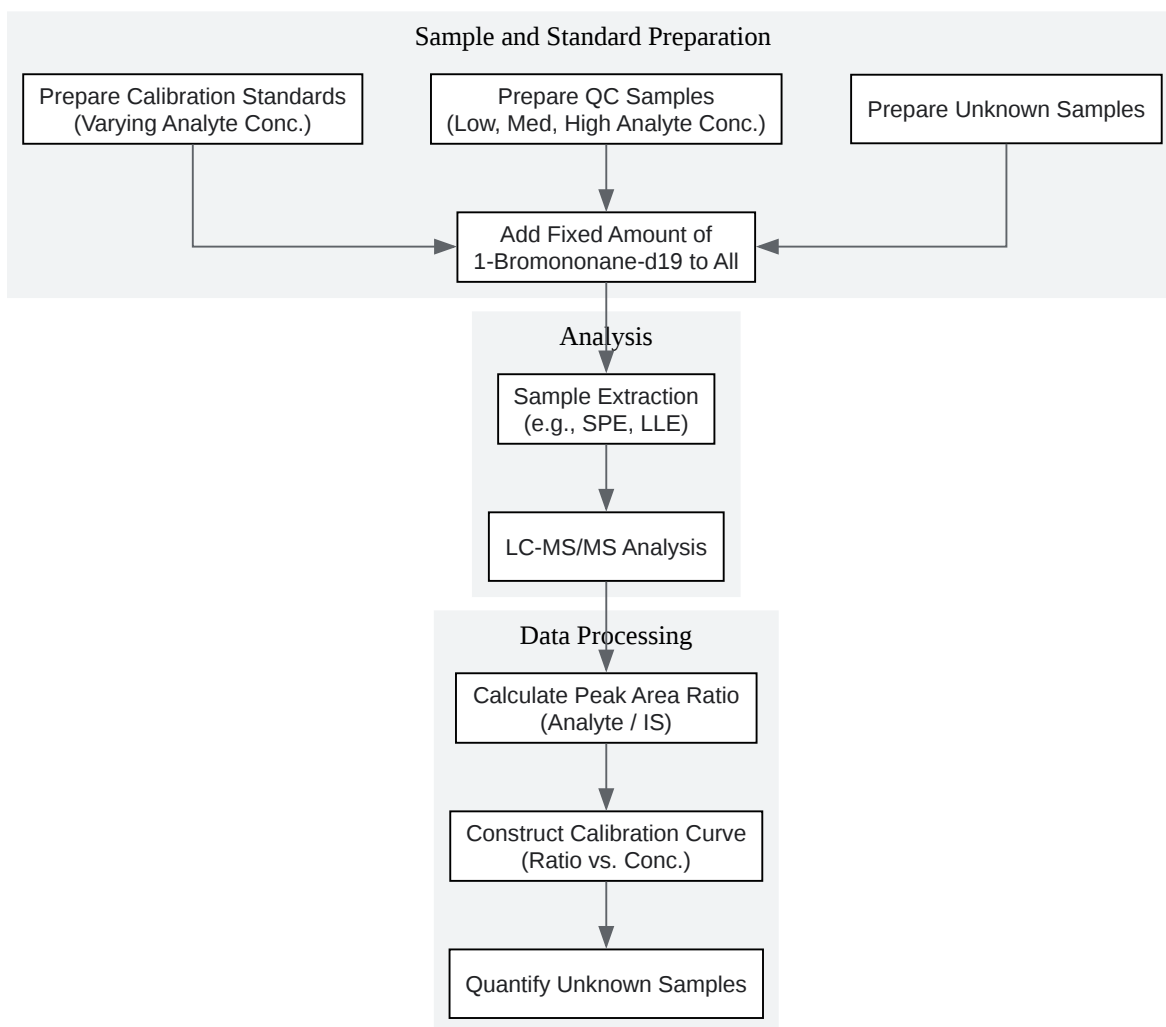 Sample and Standard Preparation
Prepare Calibration Standards
(Varying Analyte Conc.)
Prepare QC Samples
(Low, Med, High Analyte Conc.)
Prepare Unknown Samples
Add Fixed Amount of
1-Bromononane-d19 to All
Analysis
Sample Extraction
(e.g., SPE, LLE)
LC-MS/MS Analysis
Data Processing
Calculate Peak Area Ratio
(Analyte / IS)
Construct Calibration Curve
(Ratio vs. Conc.)
Quantify Unknown Samples